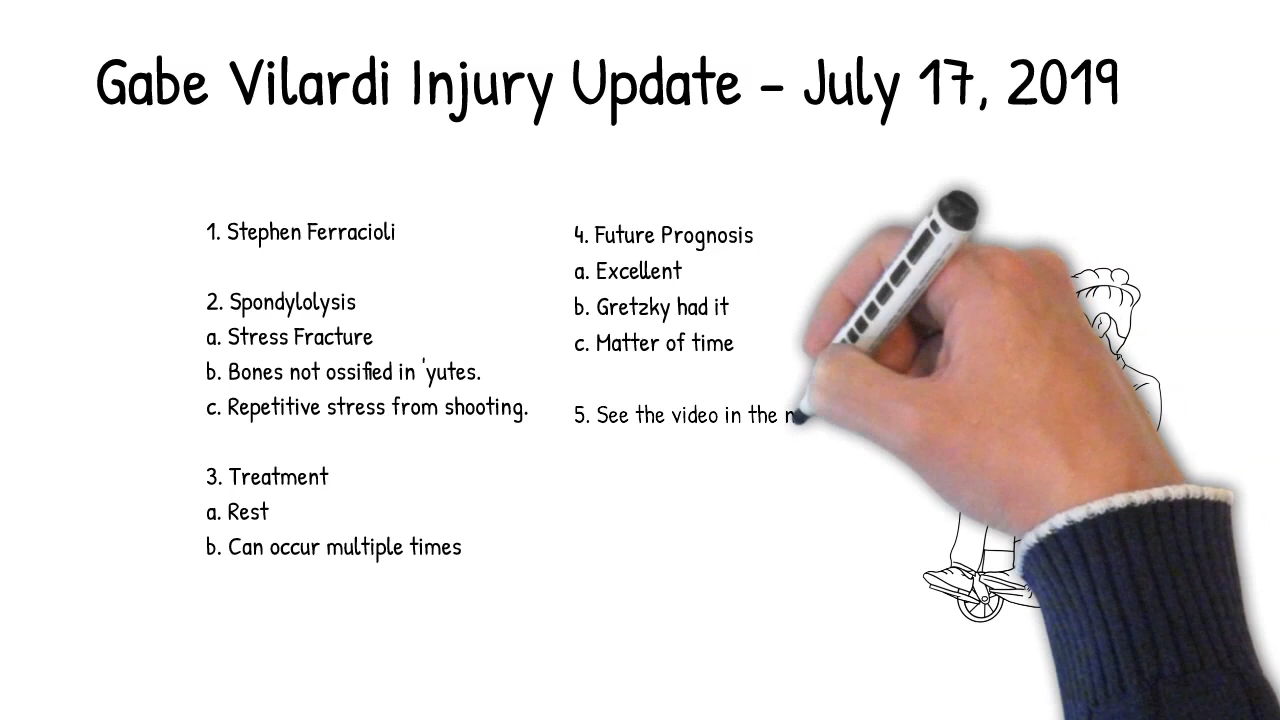 Gabe Vilardi Injury Update - July 17, 2019
1. Stephen Ferracioli
2. Spondylolysis
a. Stress Fracture
b. Bones not ossified in 'yutes.
c. Repetitive stress from shooting.
3. Treatment
a. Rest
b. Can occur multiple times
4. Future Prognosis
a. Excellent
b. Gretzky had it
c. Matter of time
5. See the video in the